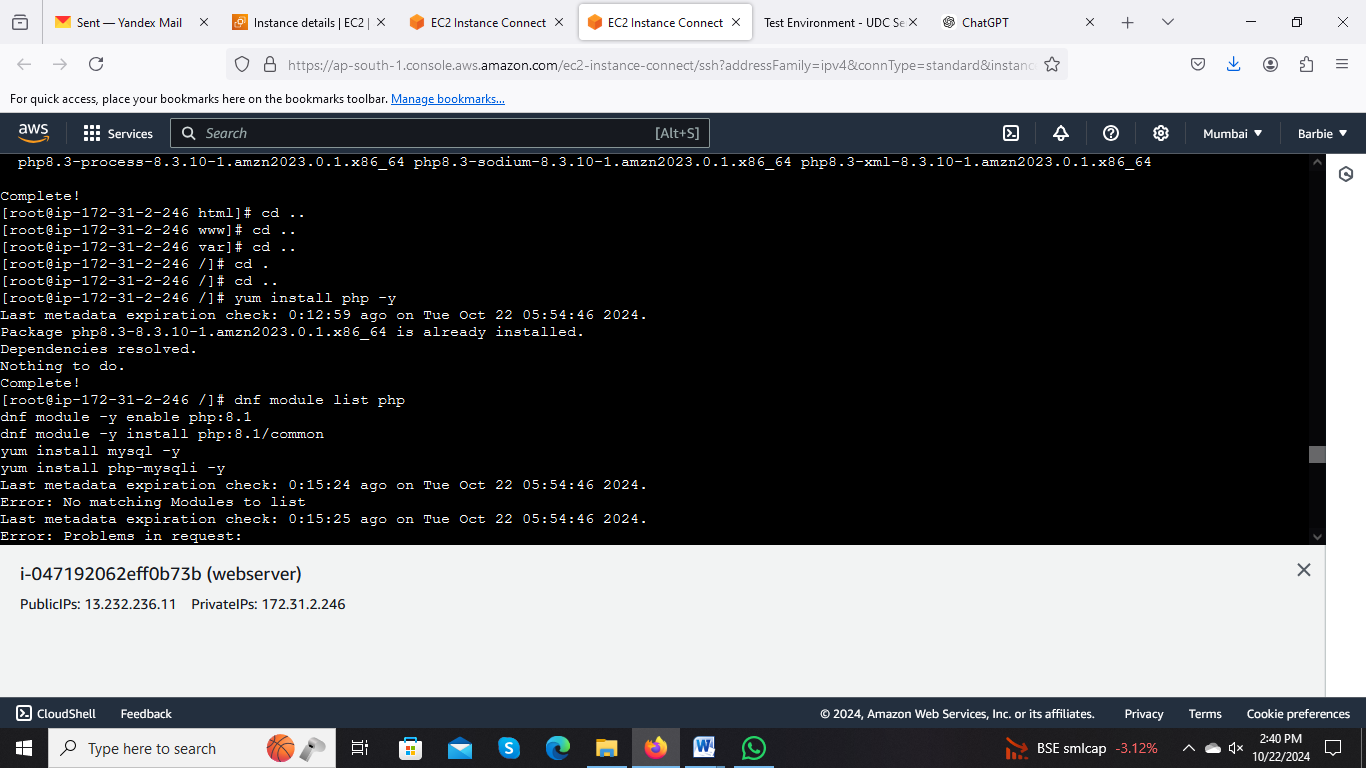 Sent — Yandex Mail
Instance details | EC2 |
EC2 Instance Connect
EC2 Instance Connect
Test Environment - UDC Se
ChatGPT
https://ap-south-1.console.aws.amazon.com/ec2-instance-connect/ssh?addressFamily=ipv4&connType=standard&instanc
For quick access, place your bookmarks here on the bookmarks toolbar. Manage bookmarks...
aws
Services
Search
[Alt+S]
Mumbai
Barbie
php8.3-process-8.3.10-1.amzn2023.0.1.x86_64 php8.3-sodium-8.3.10-1.amzn2023.0.1.x86_64 php8.3-xml-8.3.10-1.amzn2023.0.1.x86_64
Complete!
[root@ip-172-31-2-246 html]# cd ..
[root@ip-172-31-2-246 www]# cd ..
[root@ip-172-31-2-246 var]# cd ..
[root@ip-172-31-2-246 /]# cd .
[root@ip-172-31-2-246 /]# cd ..
[root@ip-172-31-2-246 /]# yum install php -y
Last metadata expiration check: 0:12:59 ago on Tue Oct 22 05:54:46 2024.
Package php8.3-8.3.10-1.amzn2023.0.1.x86_64 is already installed.
Dependencies resolved.
Nothing to do.
Complete!
[root@ip-172-31-2-246 /]# dnf module list php
dnf module -y enable php:8.1
dnf module -y install php:8.1/common
yum install mysql -y
yum install php-mysqli -y
Last metadata expiration check: 0:15:24 ago on Tue Oct 22 05:54:46 2024.
Error: No matching Modules to list
Last metadata expiration check: 0:15:25 ago on Tue Oct 22 05:54:46 2024.
Error: Problems in request:
i-047192062eff0b73b (webserver)
PublicIPs: 13.232.236.11 PrivateIPs: 172.31.2.246
CloudShell
Feedback
© 2024, Amazon Web Services, Inc. or its affiliates.
Privacy
Terms
Cookie preferences
Type here to search
BSE smlcap -3.12%
2:40 PM
10/22/2024